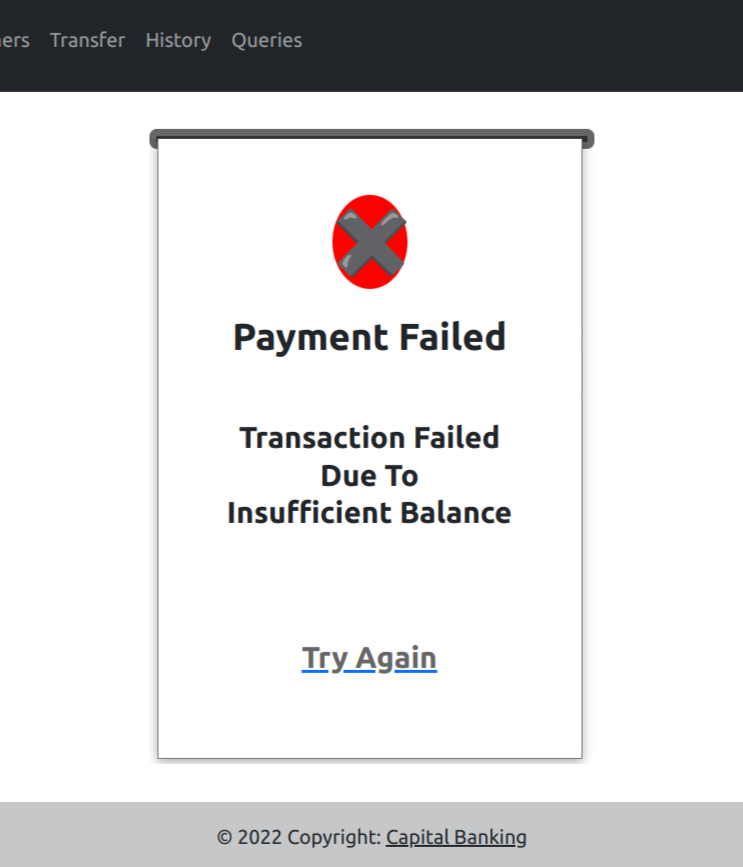 ers Transfer History Queries
Payment Failed
Transaction Failed
Due To
Insufficient Balance
Try Again
© 2022 Copyright: Capital Banking